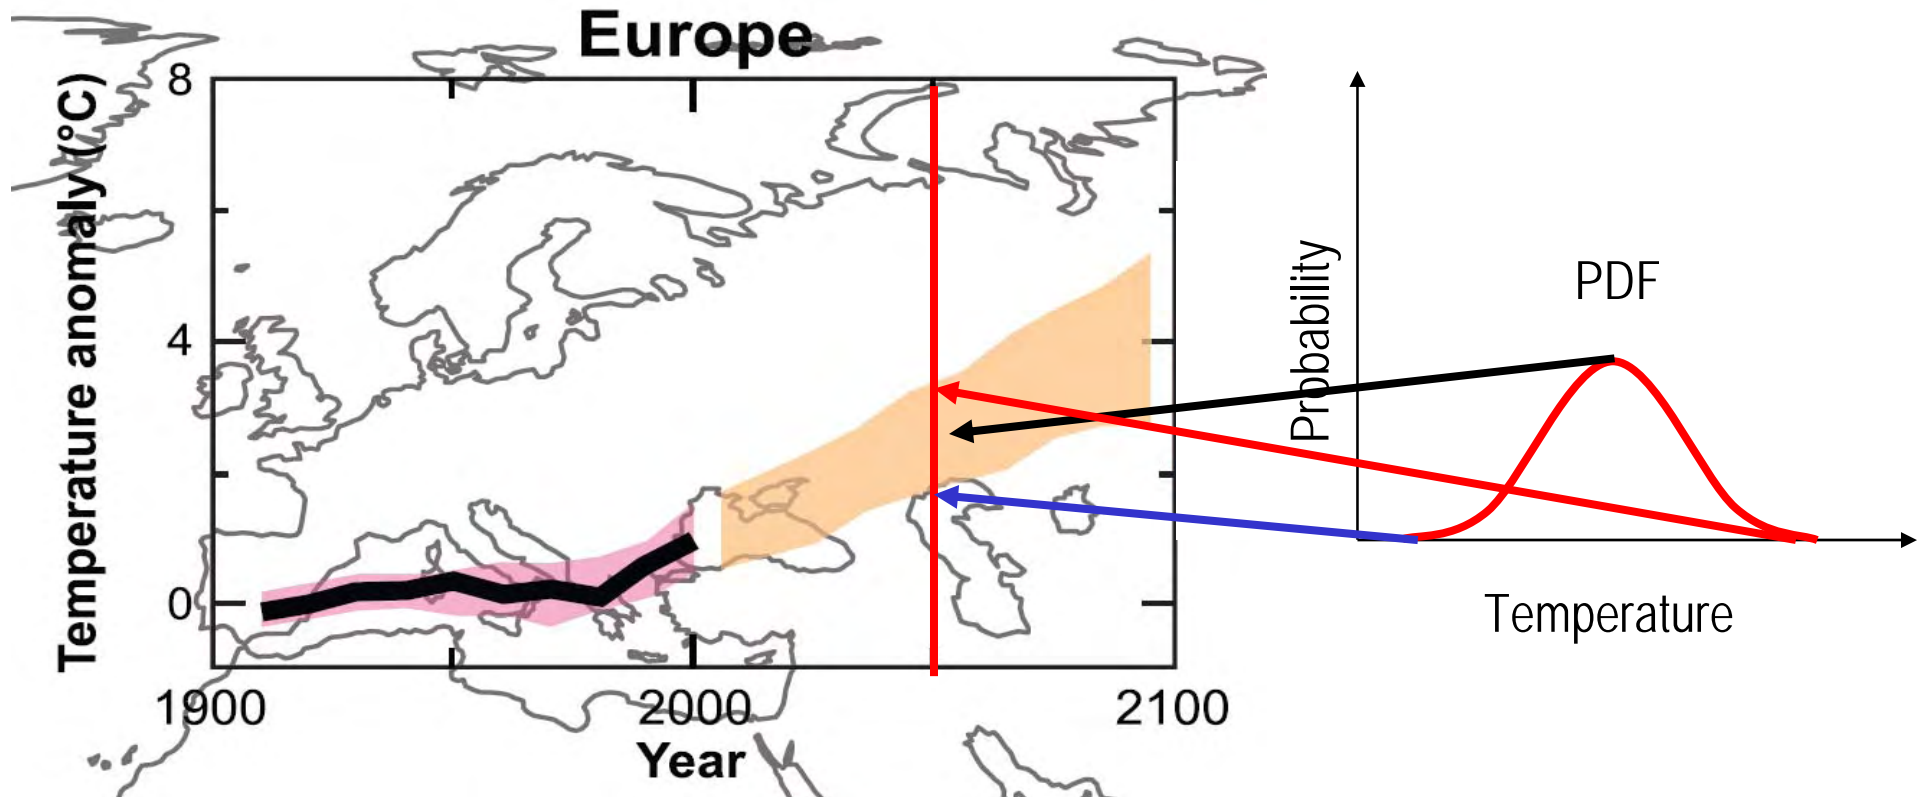 Europe
Temperature anomaly (°C)
8
4
0
1900
2000
2100
Year
Probability
PDF
Temperature